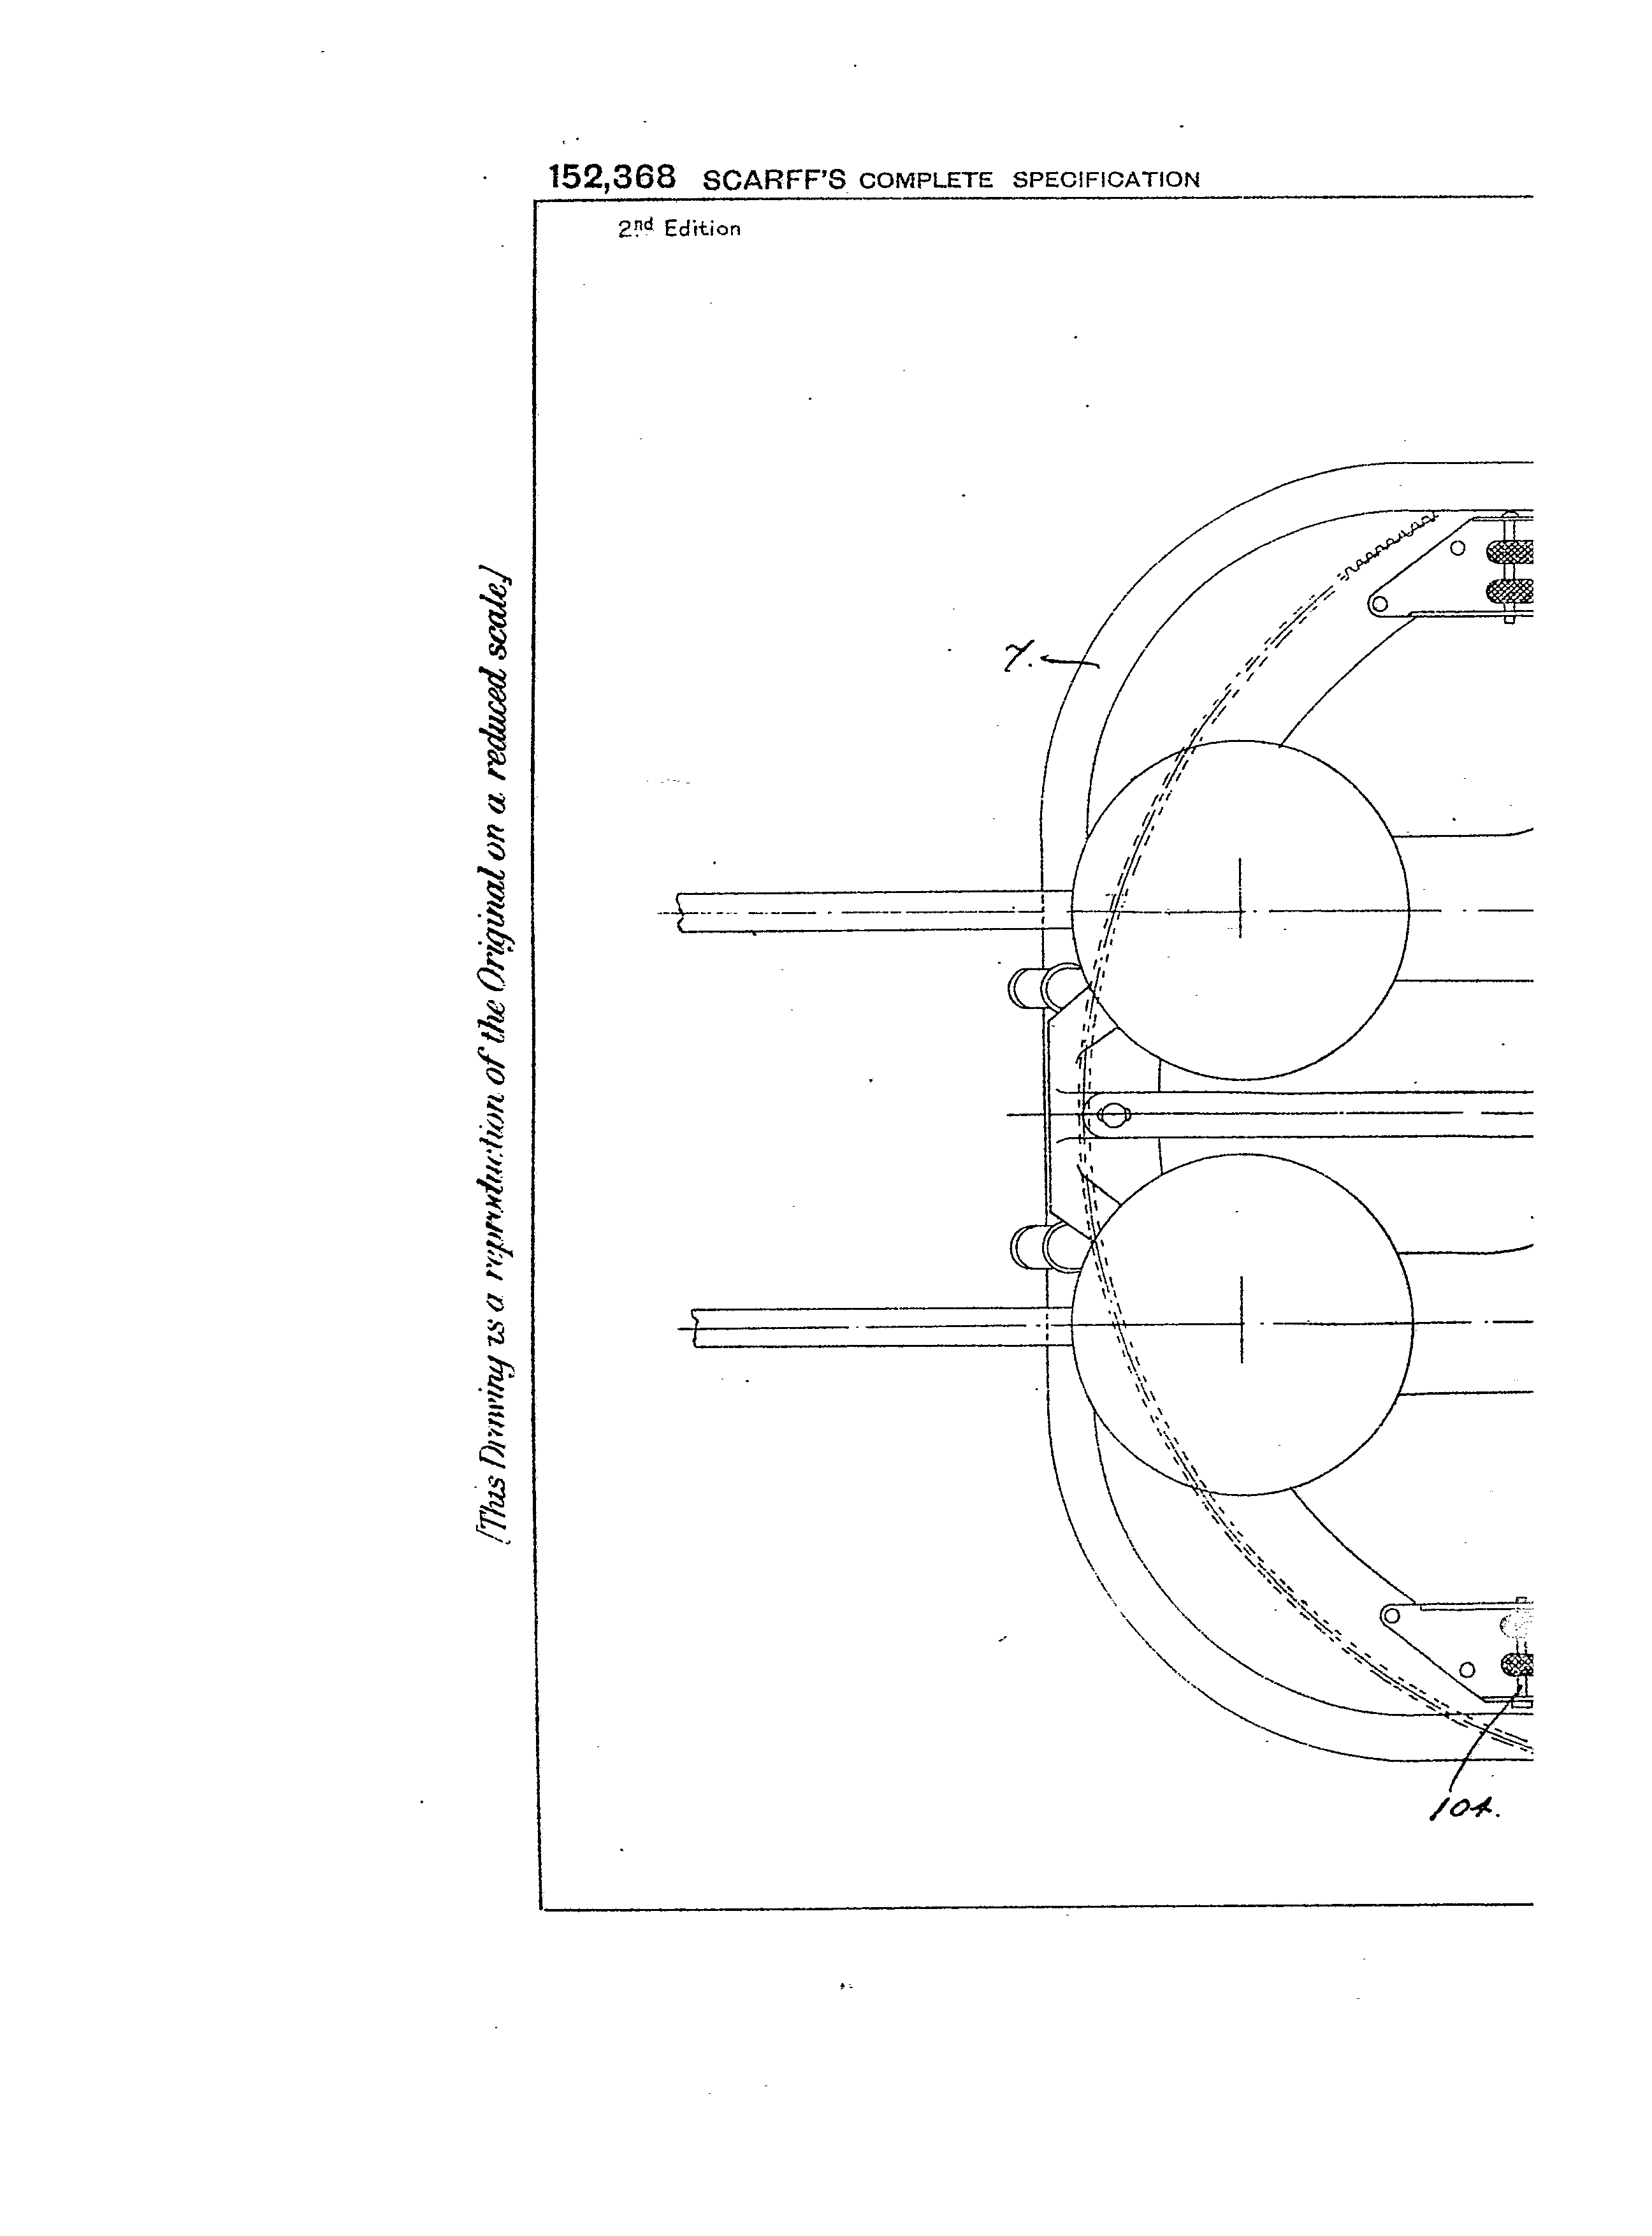 152,368 SCARFF'S COMPLETE SPECIFICATION
2nd Edition
[This Drawing is a reproduction of the Original on a reduced scale.]
7.
104.